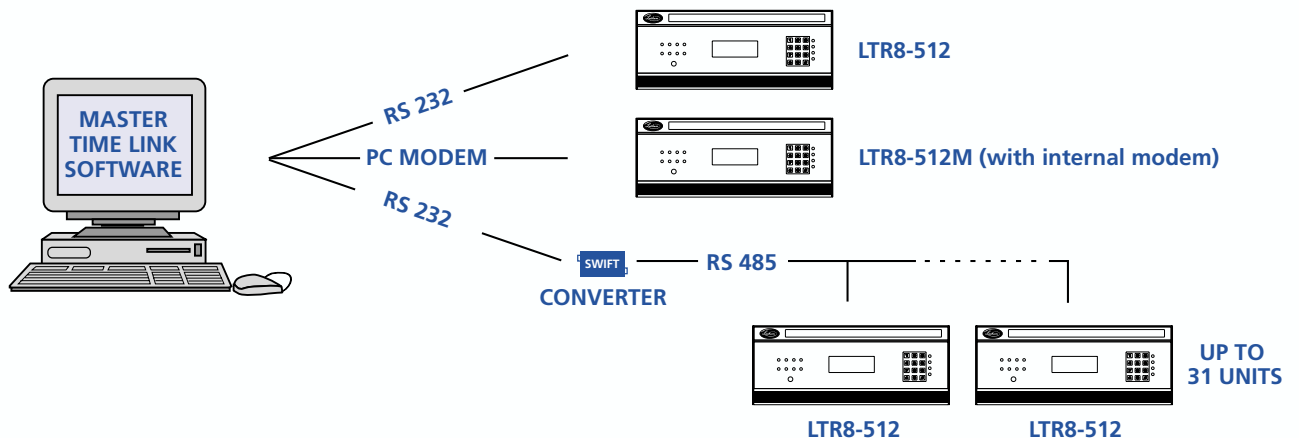 MASTER
TIME LINK
SOFTWARE
RS 232
LTR8-512
PC MODEM
LTR8-512M (with internal modem)
RS 232
SWIFT
CONVERTER
RS 485
UP TO
31 UNITS
LTR8-512
LTR8-512